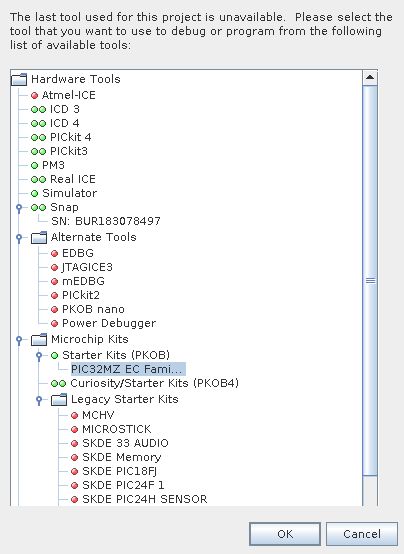 The last tool used for this project is unavailable. Please select the
tool that you want to use to debug or program from the following
list of available tools:
Hardware Tools
Atmel-ICE
ICD 3
ICD 4
PICkit 4
PICkit3
PM3
Real ICE
Simulator
Snap
SN: BUR183078497
Alternate Tools
EDBG
JTAGICE3
mEDBG
PICkit2
PKOB nano
Power Debugger
Microchip Kits
Starter Kits (PKOB)
PIC32MZ EC Fami...
Curiosity/Starter Kits (PKOB4)
Legacy Starter Kits
MCHV
MICROSTICK
SKDE 33 AUDIO
SKDE Memory
SKDE PIC18FJ
SKDE PIC24F 1
SKDE PIC24H SENSOR
OK
Cancel